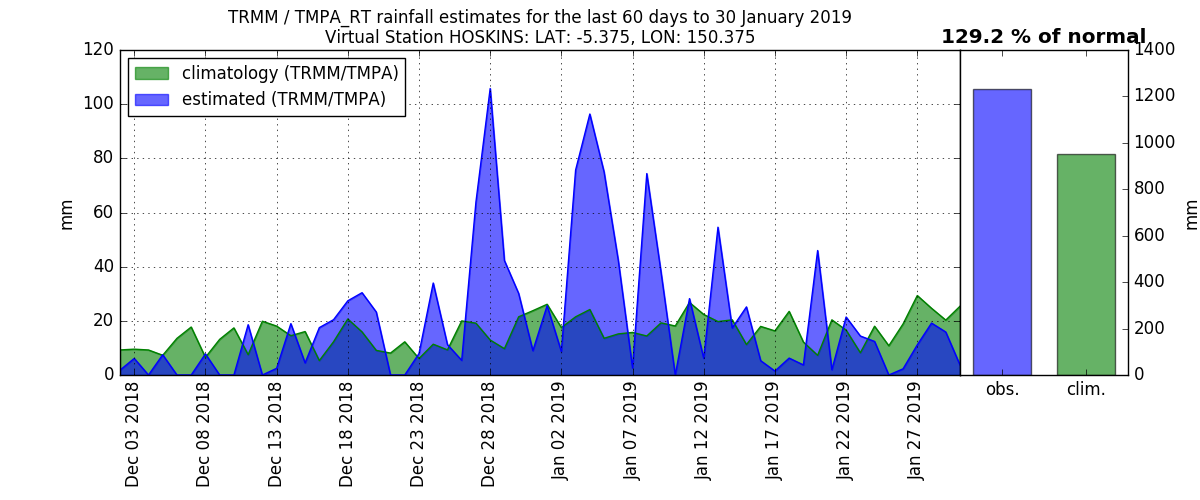 TRMM / TMPA_RT rainfall estimates for the last 60 days to 30 January 2019
Virtual Station HOSKINS: LAT: -5.375, LON: 150.375
129.2 % of normal
climatology (TRMM/TMPA)
estimated (TRMM/TMPA)
120
100
80
60
40
20
0
mm
Dec 03 2018
Dec 08 2018
Dec 13 2018
Dec 18 2018
Dec 23 2018
Dec 28 2018
Jan 02 2019
Jan 07 2019
Jan 12 2019
Jan 17 2019
Jan 22 2019
Jan 27 2019
obs.
clim.
1400
1200
1000
800
600
400
200
0
mm